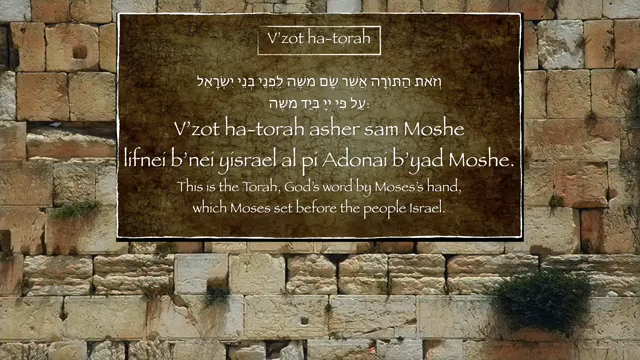 V'zot ha-torah
וְזֹאת הַתּוֹרָה אֲשֶׁר שָׂם מֹשֶׁה לִפְנֵי בְּנֵי יִשְׂרָאֵל
עַל פִּי יְיָ בְּיַד מֹשֶׁה:
V'zot ha-torah asher sam Moshe
lifnei b'nei yisrael al pi Adonai b'yad Moshe.
This is the Torah, God's word by Moses's hand,
which Moses set before the people Israel.